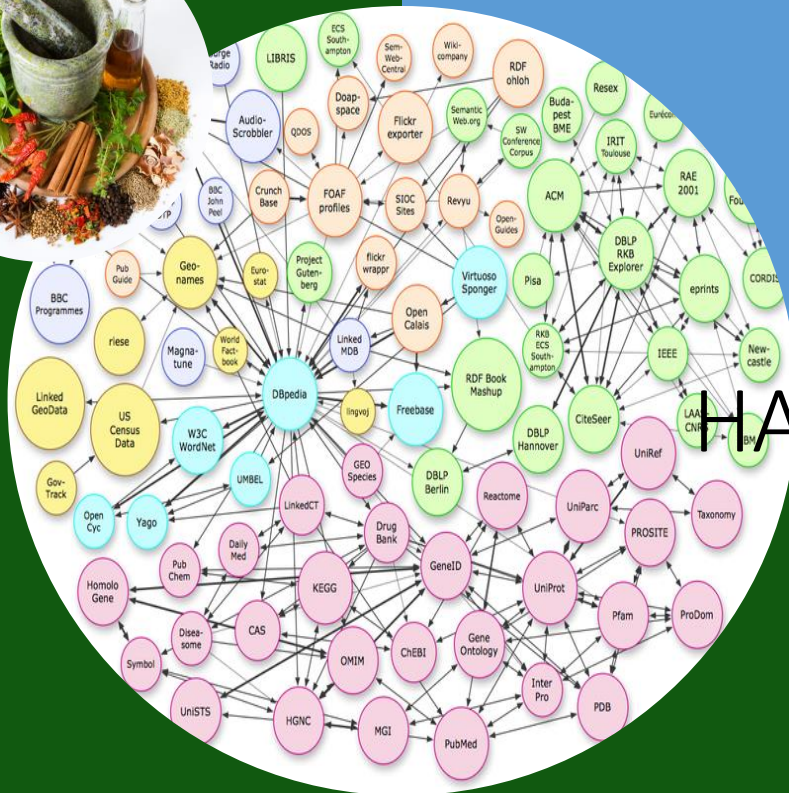 ECS
South-
ampton
LIBRIS
Sem-
Web-
Central
Wiki-
company
RDF
ohloh
Radio
Doap-
space
Resex
Audio-
Scrobbler
QDOS
Flickr
exporter
Semantic
Web.org
SW
Conference
Corpus
Buda-
pest
BME
IRIT
Toulouse
BBC
John
Peel
Crunch
Base
FOAF
profiles
SIOC
Sites
Revyu
Open-
Guides
ACM
RAE
2001
DBLP
RKB
Explorer
Pub
Guide
Geo-
names
Euro-
stat
Project
Guten-
berg
flickr
wrappr
Virtuoso
Sponger
Pisa
eprints
CORDIS
BBC
Programmes
riese
Magna-
tune
World
Fact-
book
Linked
MDB
Open
Calais
RKB
ECS
South-
ampton
IEEE
New-
castle
Linked
GeoData
US
Census
Data
W3C
WordNet
DBpedia
lingvoj
Freebase
RDF Book
Mashup
CiteSeer
LAAS
CNRS
HA
Gov-
Track
Open
Cyc
Yago
UMBEL
GEO
Species
DBLP
Berlin
DBLP
Hannover
UniRef
LinkedCT
Reactome
UniParc
Taxonomy
Daily
Med
Drug
Bank
PROSITE
Pub
Chem
Homolo
Gene
KEGG
GeneID
UniProt
Pfam
ProDom
Disea-
some
CAS
ChEBI
Gene
Ontology
Symbol
OMIM
Inter
Pro
UniSTS
HGNC
MGI
PubMed
PDB